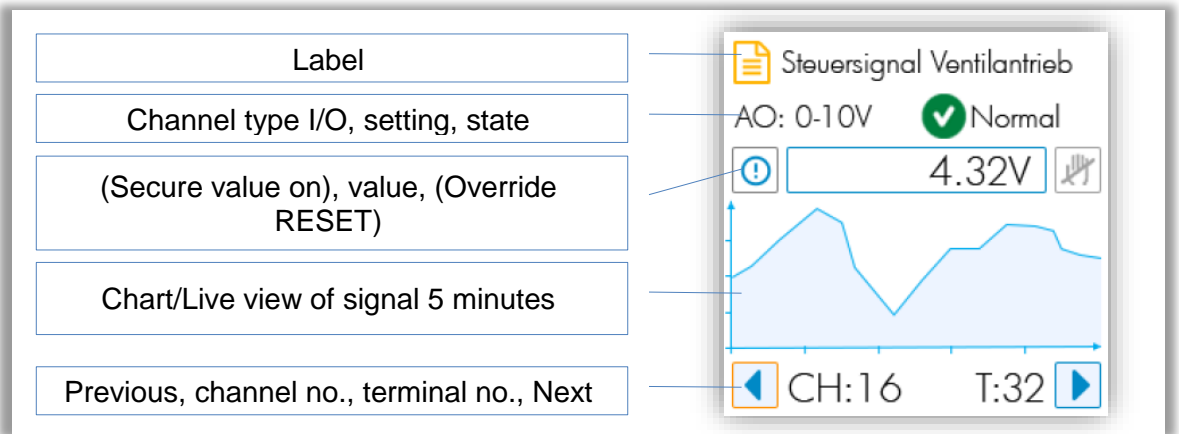 Label
Steuersignal Ventilantrieb
Channel type I/O, setting, state
AO: 0-10V Normal
(Secure value on), value, (Override
RESET)
4.32V
Chart/Live view of signal 5 minutes
Previous, channel no., terminal no., Next
CH:16 T:32